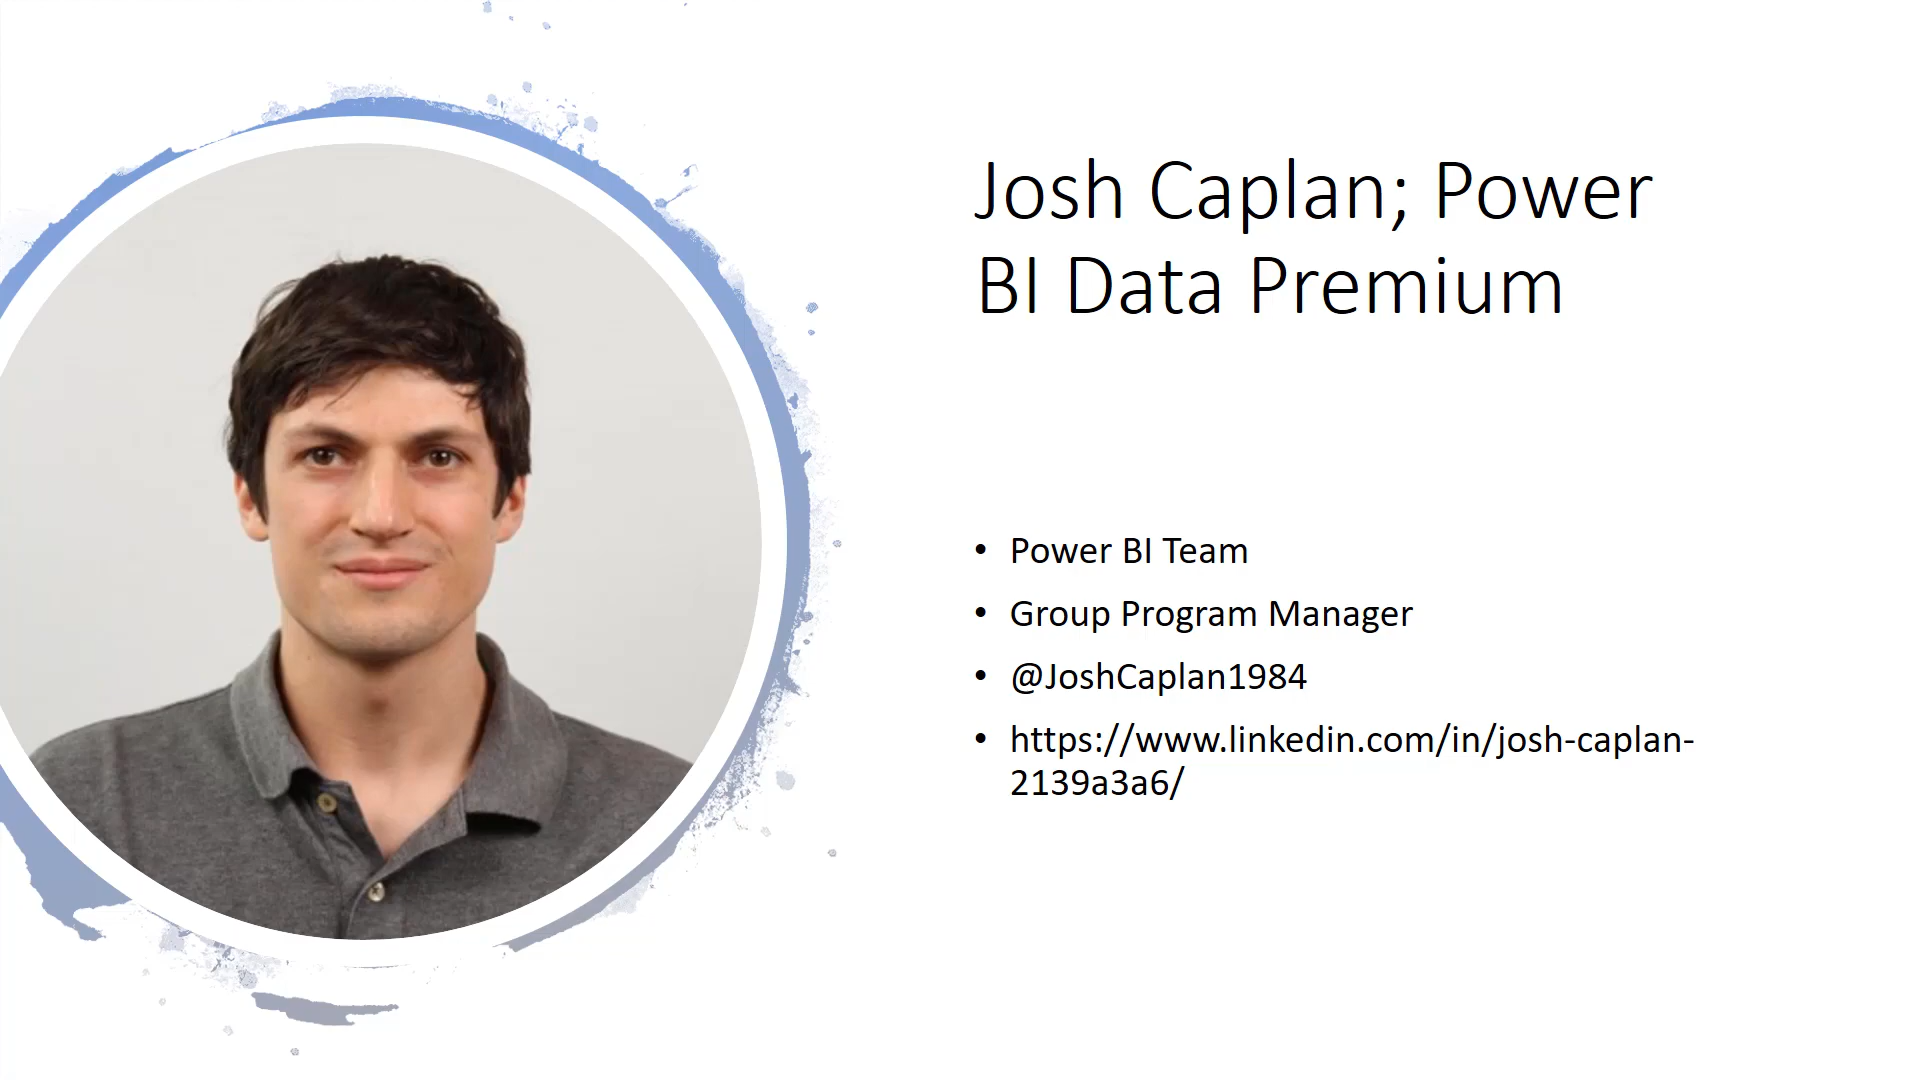 Josh Caplan; Power
BI Data Premium
• Power BI Team
• Group Program Manager
• @JoshCaplan1984
• https://www.linkedin.com/in/josh-caplan-
2139a3a6/